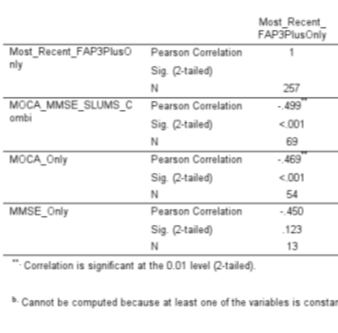 Most_Recent_
FAP3PlusOnly
Most_Recent_FAP3PlusO Pearson Correlation 1
nly Sig. (2-tailed)
N 257
MOCA_MMSE_SLUMS_C Pearson Correlation -.499**
ombi Sig. (2-tailed) <.001
N 69
MOCA_Only Pearson Correlation -.469**
Sig. (2-tailed) <.001
N 54
MMSE_Only Pearson Correlation -.450
Sig. (2-tailed) .123
N 13
**. Correlation is significant at the 0.01 level (2-tailed).
b. Cannot be computed because at least one of the variables is constan